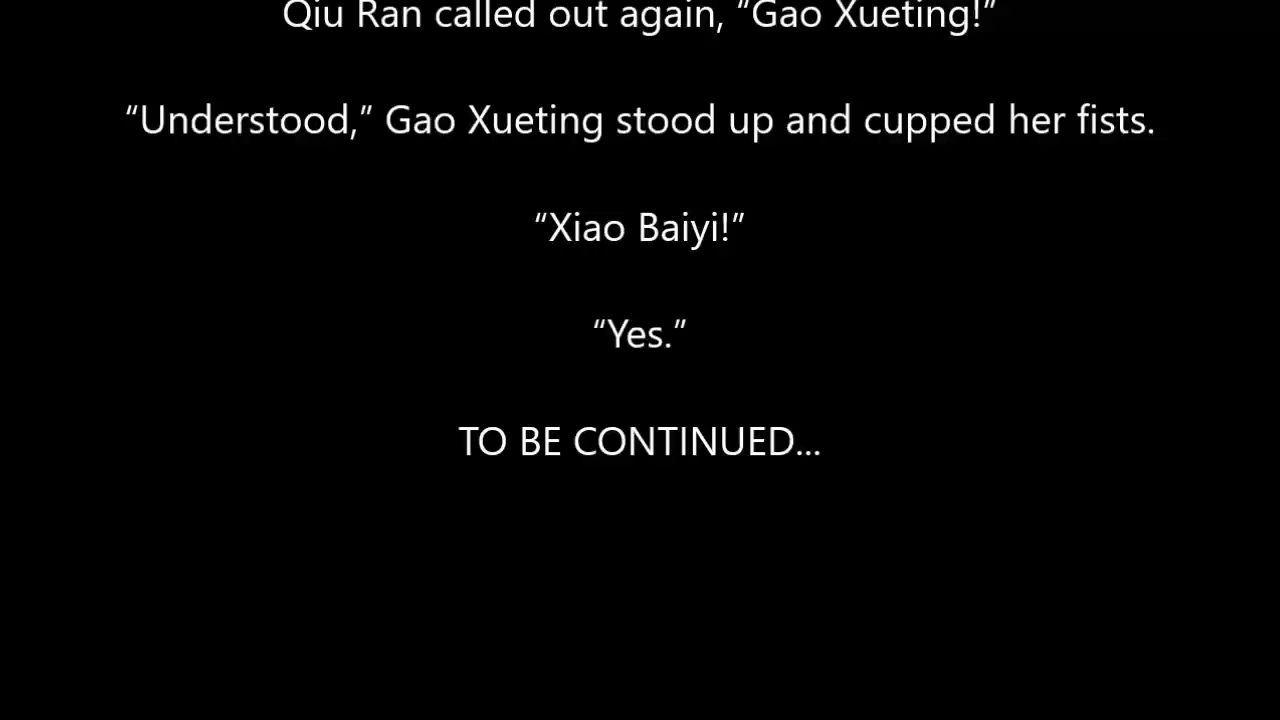 Qiu Ran called out again, “Gao Xueting!”
“Understood,” Gao Xueting stood up and cupped her fists.
“Xiao Baiyi!”
“Yes.”
TO BE CONTINUED...